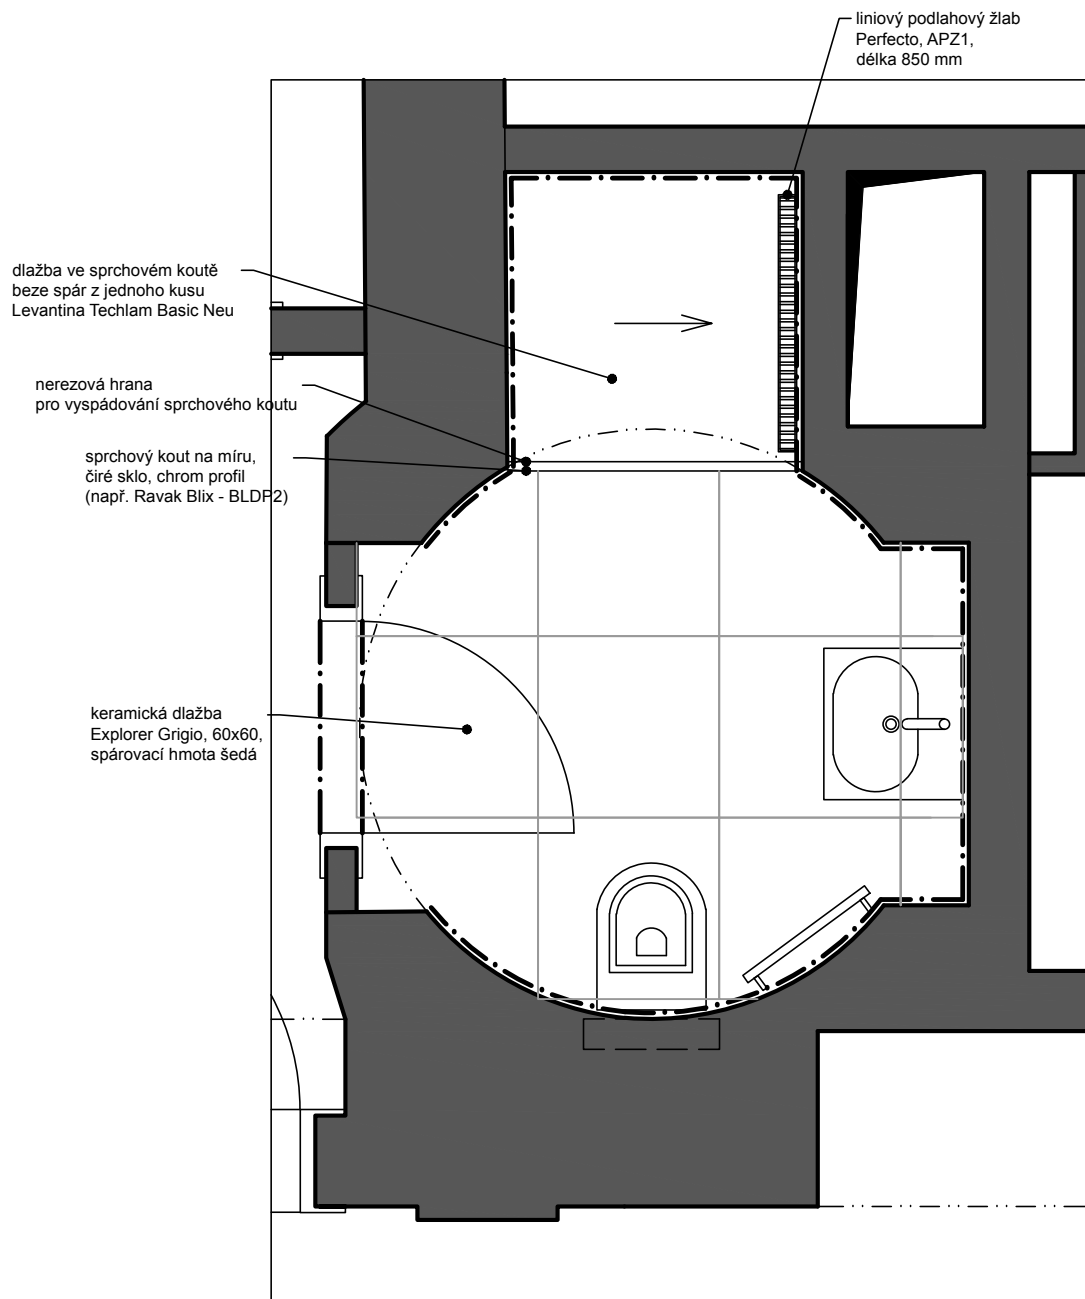 liniový podlahový žlab
Perfecto, APZ1,
délka 850 mm
dlažba ve sprchovém koutě
beze spár z jednoho kusu
Levantina Techlam Basic Neu
nerezová hrana
pro vyspádování sprchového koutu
sprchový kout na míru,
čiré sklo, chrom profil
(např. Ravak Blix - BLDP2)
keramická dlažba
Explorer Grigio, 60x60,
spárovací hmota šedá